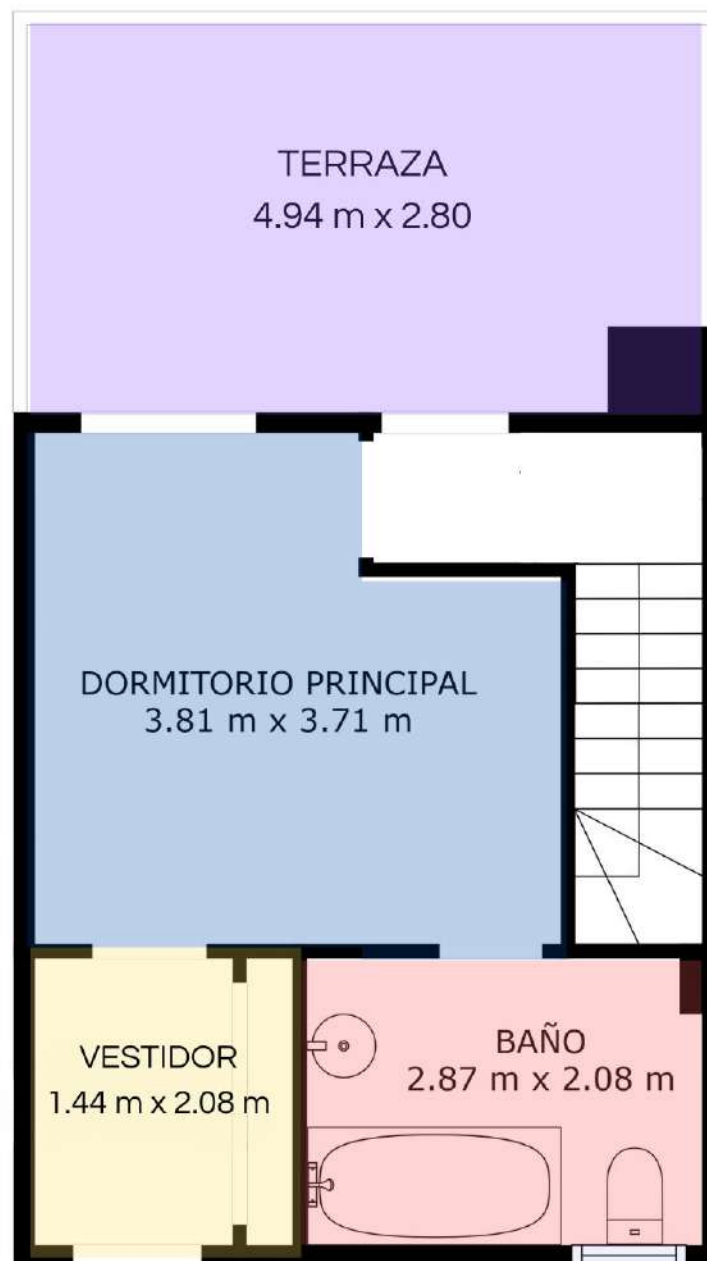 TERRAZA
4.94 m x 2.80
DORMITORIO PRINCIPAL
3.81 m x 3.71 m
VESTIDOR
1.44 m x 2.08 m
BAÑO
2.87 m x 2.08 m